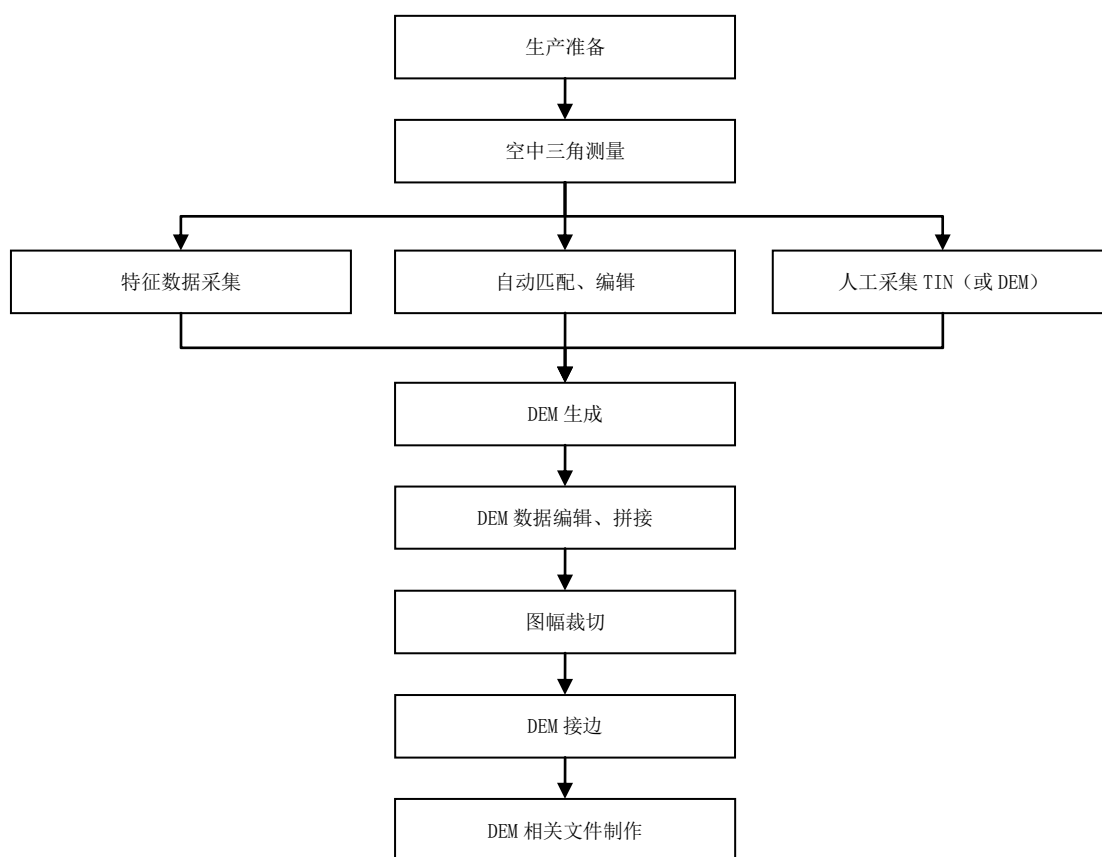 生产准备
空中三角测量
特征数据采集
自动匹配、编辑
人工采集 TIN（或 DEM）
DEM 生成
DEM 数据编辑、拼接
图幅裁切
DEM 接边
DEM 相关文件制作